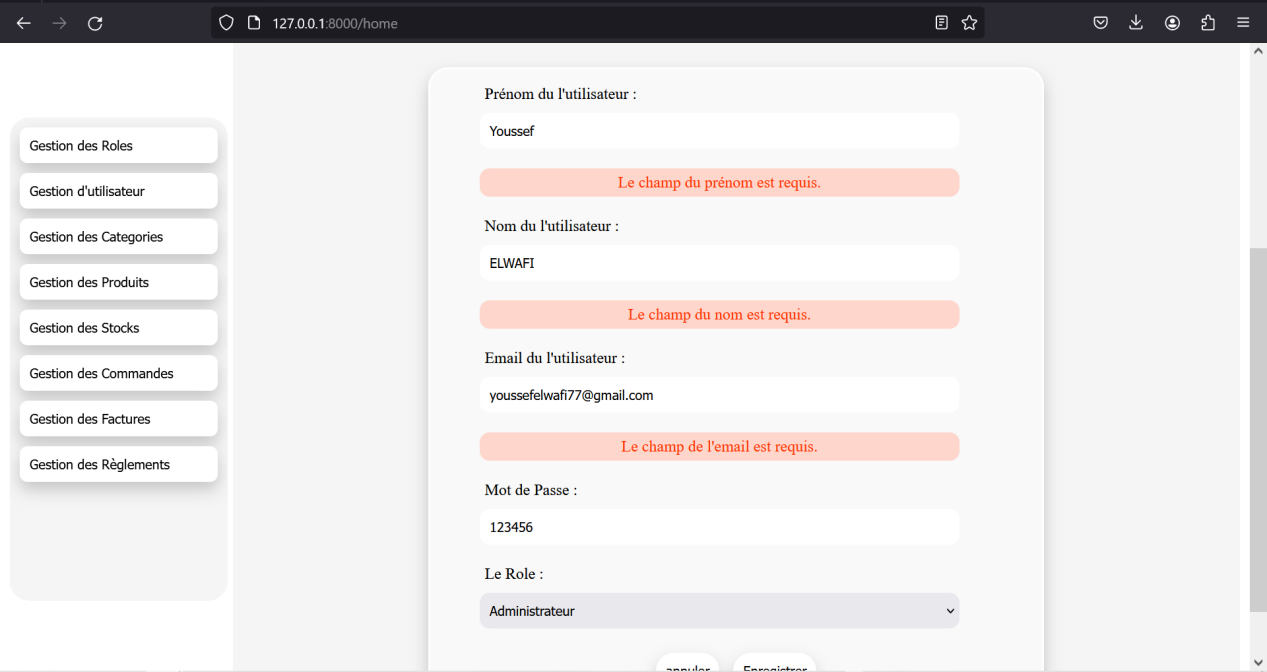 127.0.0.1:8000/home
Gestion des Roles
Gestion d'utilisateur
Gestion des Categories
Gestion des Produits
Gestion des Stocks
Gestion des Commandes
Gestion des Factures
Gestion des Règlements
Prénom du l'utilisateur :
Youssef
Le champ du prénom est requis.
Nom du l'utilisateur :
ELWAFI
Le champ du nom est requis.
Email du l'utilisateur :
youssefelwafi77@gmail.com
Le champ de l'email est requis.
Mot de Passe :
123456
Le Role :
Administrateur
annuler Enregistrer